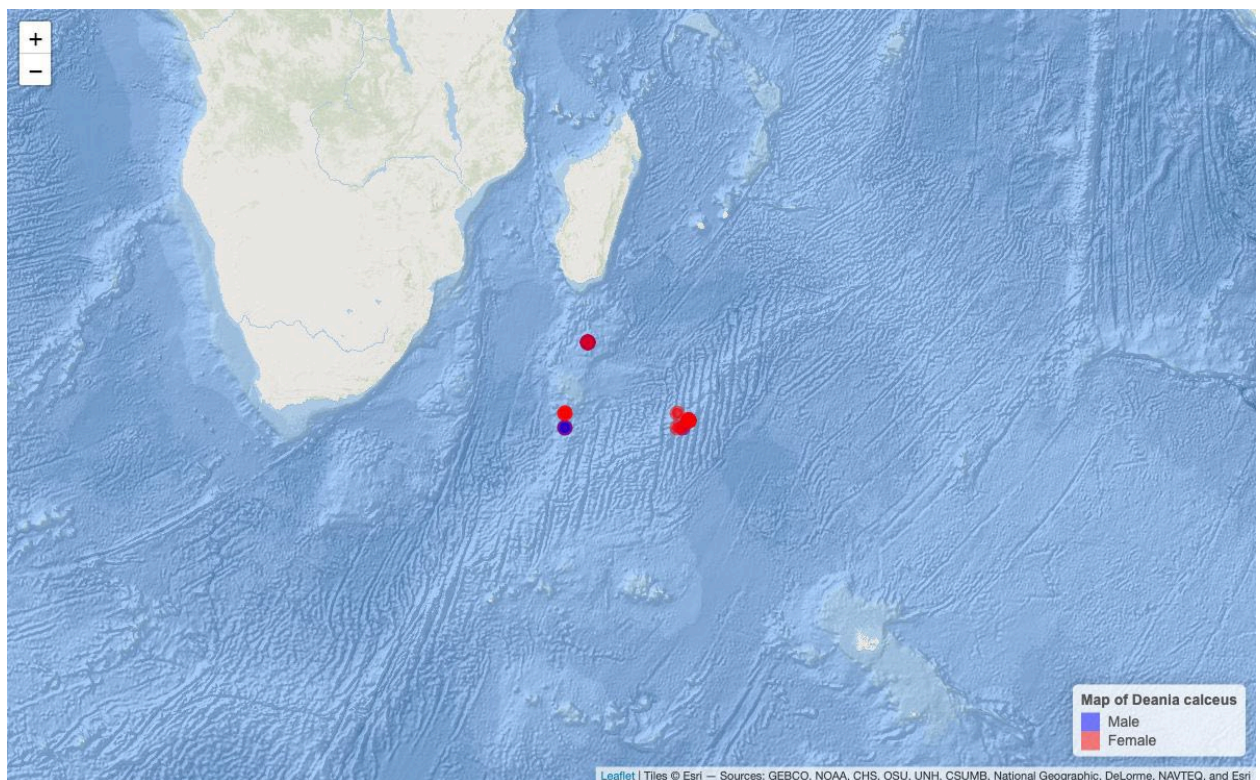 +
−
Map of Deania calceus
Male
Female
Leaflet | Tiles © Esri — Sources: GEBCO, NOAA, CHS, OSU, UNH, CSUMB, National Geographic, DeLorme, NAVTEQ, and Esri